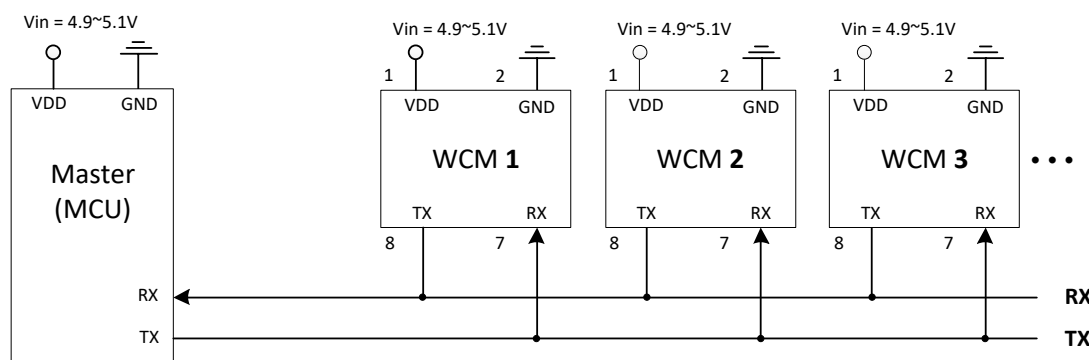 Vin = 4.9~5.1V
VDD
GND
Master
(MCU)
RX
TX
Vin = 4.9~5.1V
1
2
VDD
GND
WCM 1
TX
RX
8
7
Vin = 4.9~5.1V
1
2
VDD
GND
WCM 2
TX
RX
8
7
Vin = 4.9~5.1V
1
2
VDD
GND
WCM 3
TX
RX
8
7
• • •
RX
TX